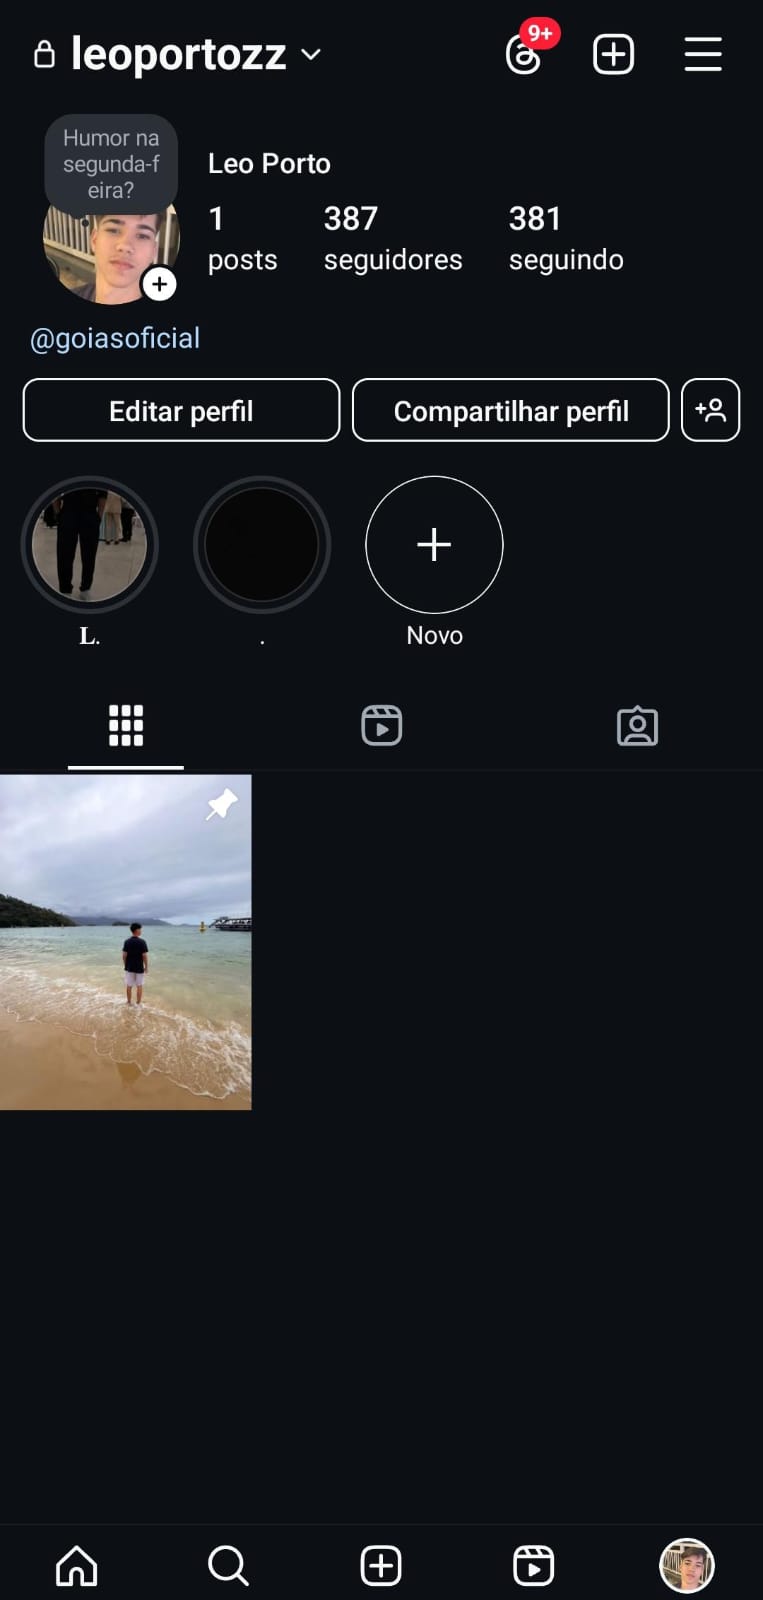 leoportozz
9+
Humor na
segunda-f
eira?
Leo Porto
1 387 381
posts seguidores seguindo
@goiasoficial
Editar perfil Compartilhar perfil
L. . Novo